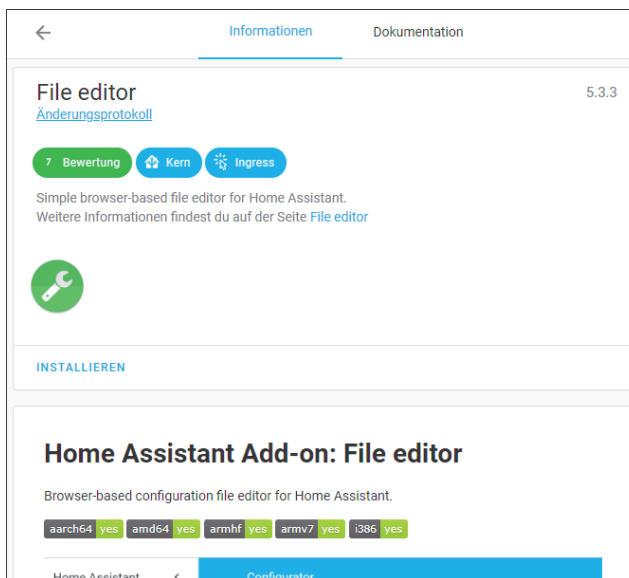 Informationen Dokumentation
File editor 5.3.3
Änderungsprotokoll
7 Bewertung Kern Ingress
Simple browser-based file editor for Home Assistant.
Weitere Informationen findest du auf der Seite File editor
INSTALLIEREN
Home Assistant Add-on: File editor
Browser-based configuration file editor for Home Assistant.
aarch64 yes amd64 yes armhf yes armv7 yes i386 yes
Home Assistant Configurator